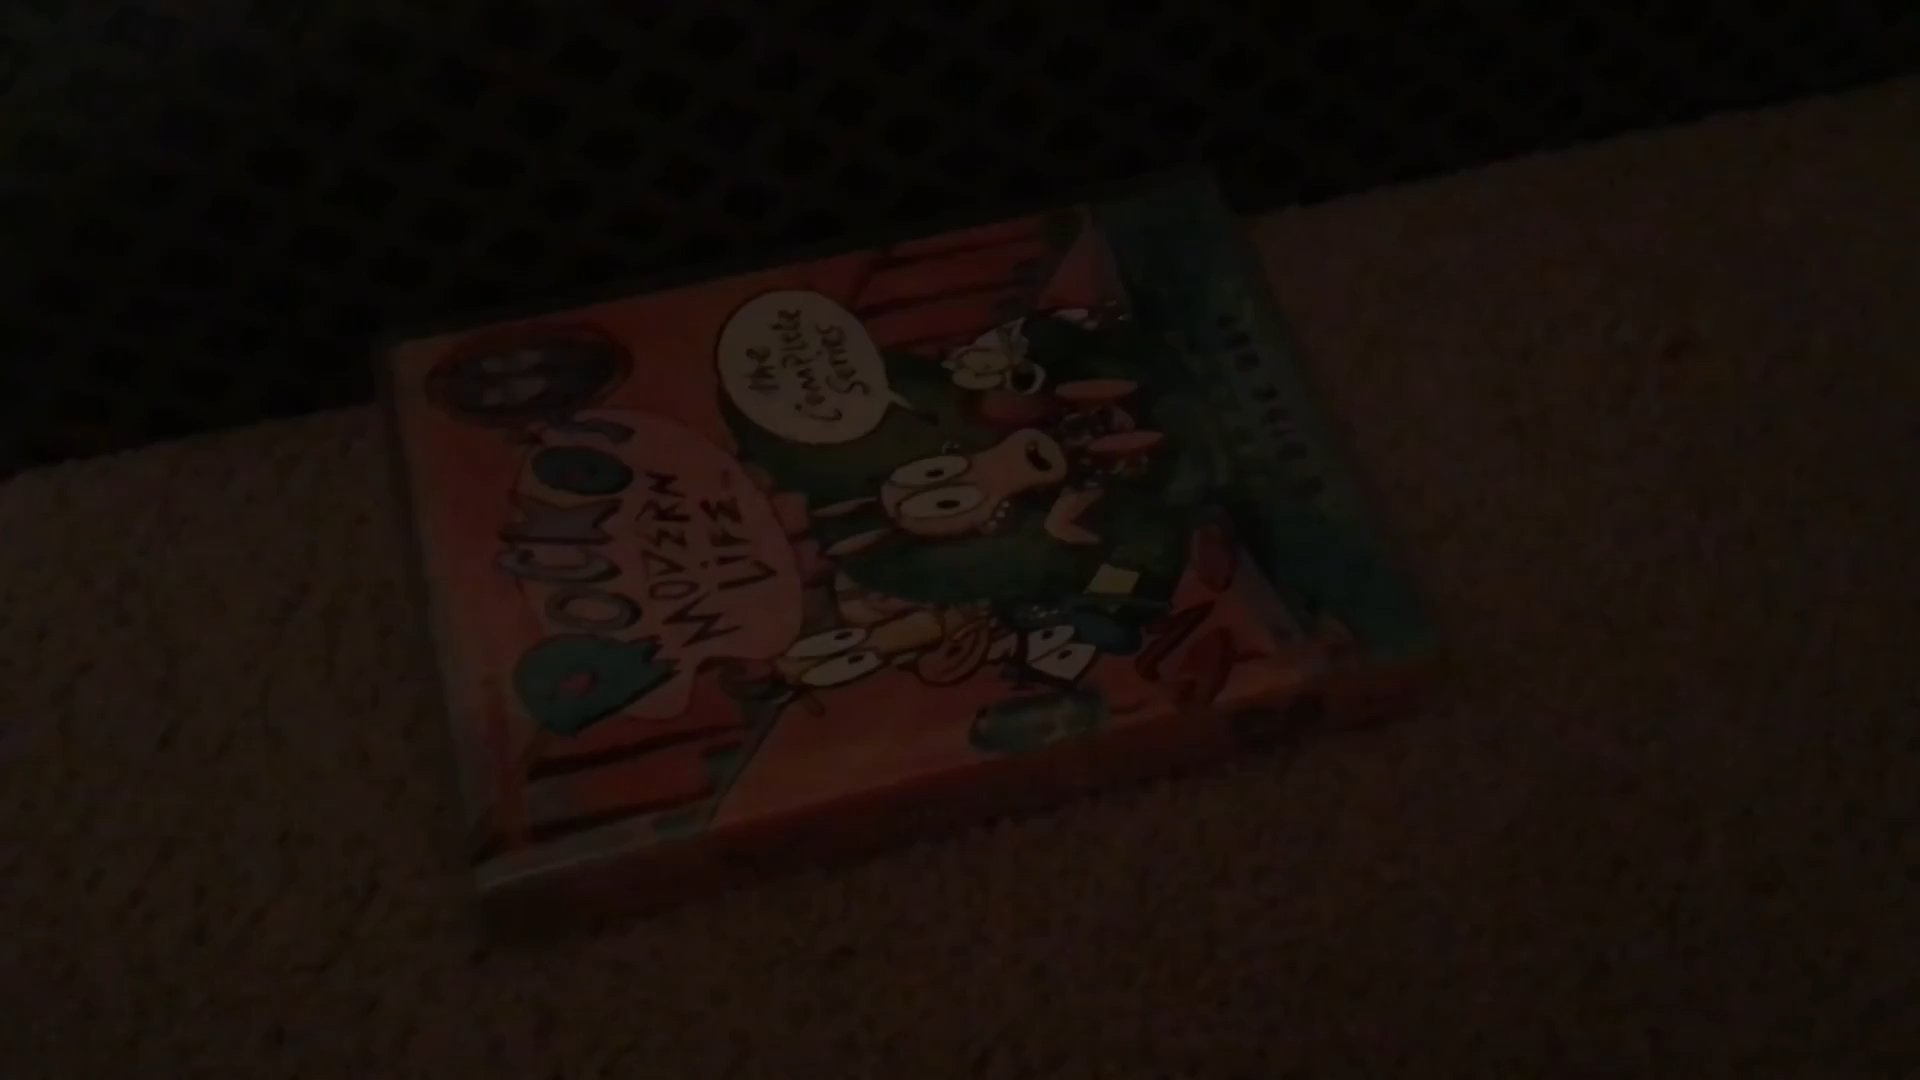 ROCKO'S
MODERN
LIFE
the
Complete
Series